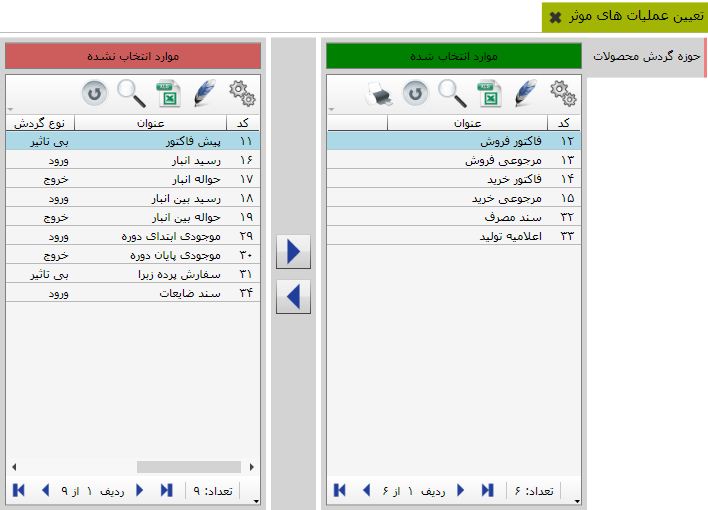 تعیین عملیات های موثر
حوزه گردش محصولات
موارد انتخاب شده
کد عنوان
۱۲ فاکتور فروش
۱۳ مرجوعی فروش
۱۴ فاکتور خرید
۱۵ مرجوعی خرید
۳۲ سند مصرف
۳۳ اعلامیه تولید
تعداد: ۶ ردیف ۱ از ۶
موارد انتخاب نشده
کد عنوان نوع گردش
۱۱ پیش فاکتور بی تاثیر
۱۶ رسید انبار ورود
۱۷ حواله انبار خروج
۱۸ رسید بین انبار ورود
۱۹ حواله بین انبار خروج
۲۹ موجودی ابتدای دوره ورود
۳۰ موجودی پایان دوره خروج
۳۱ سفارش پرده زبرا بی تاثیر
۳۴ سند ضایعات ورود
تعداد: ۹ ردیف ۱ از ۹